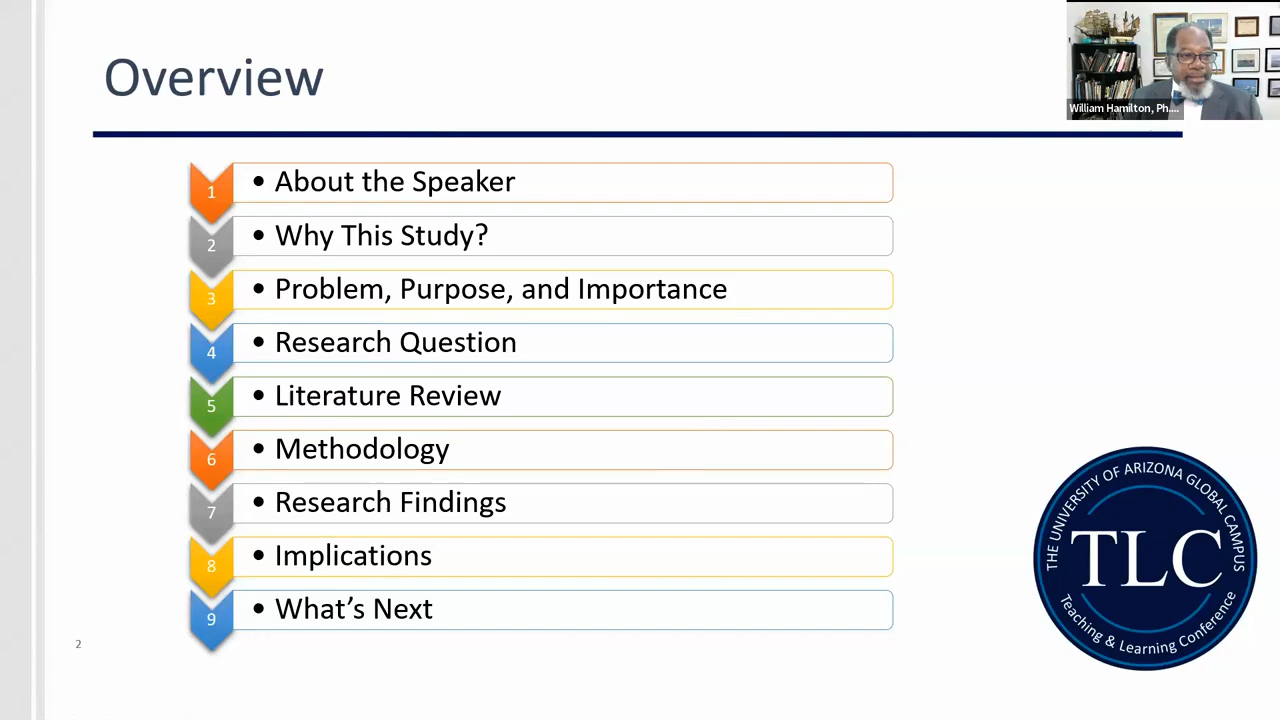 Overview
William Hamilton, Ph....
1
• About the Speaker
2
• Why This Study?
3
• Problem, Purpose, and Importance
4
• Research Question
5
• Literature Review
6
• Methodology
7
• Research Findings
8
• Implications
9
• What’s Next
2
THE UNIVERSITY OF ARIZONA GLOBAL CAMPUS
TLC
Teaching & Learning Conference